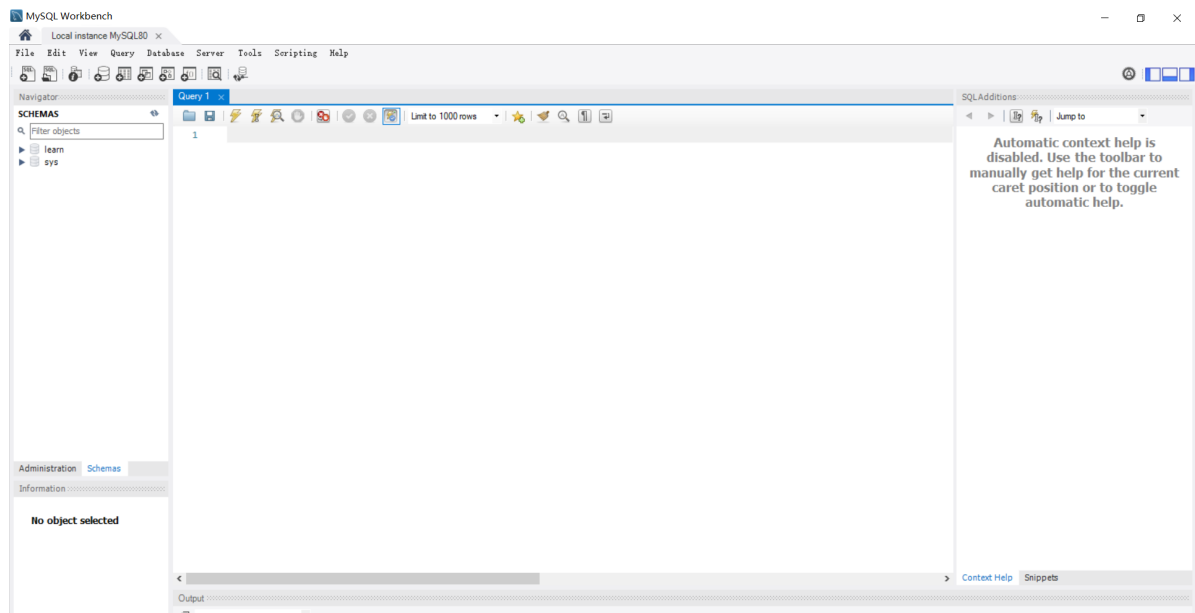 MySQL Workbench
Local instance MySQL80
File Edit View Query Database Server Tools Scripting Help
Navigator
SCHEMAS
Filter objects
learn
sys
Administration Schemas
Information
No object selected
Query 1
Limit to 1000 rows
1
Output
SQLAdditions
Jump to
Automatic context help is
disabled. Use the toolbar to
manually get help for the current
caret position or to toggle
automatic help.
Context Help Snippets